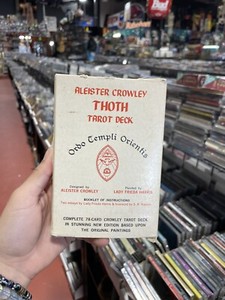 ALEISTER CROWLEY
THOTH
TAROT DECK
Ordo Templi Orientis
Designed by
ALEISTER CROWLEY
Painted by
LADY FRIEDA HARRIS
BOOKLET OF INSTRUCTIONS
COMPLETE 78-CARD CROWLEY TAROT DECK
IN STUNNING NEW EDITION BASED UPON
THE ORIGINAL PAINTINGS